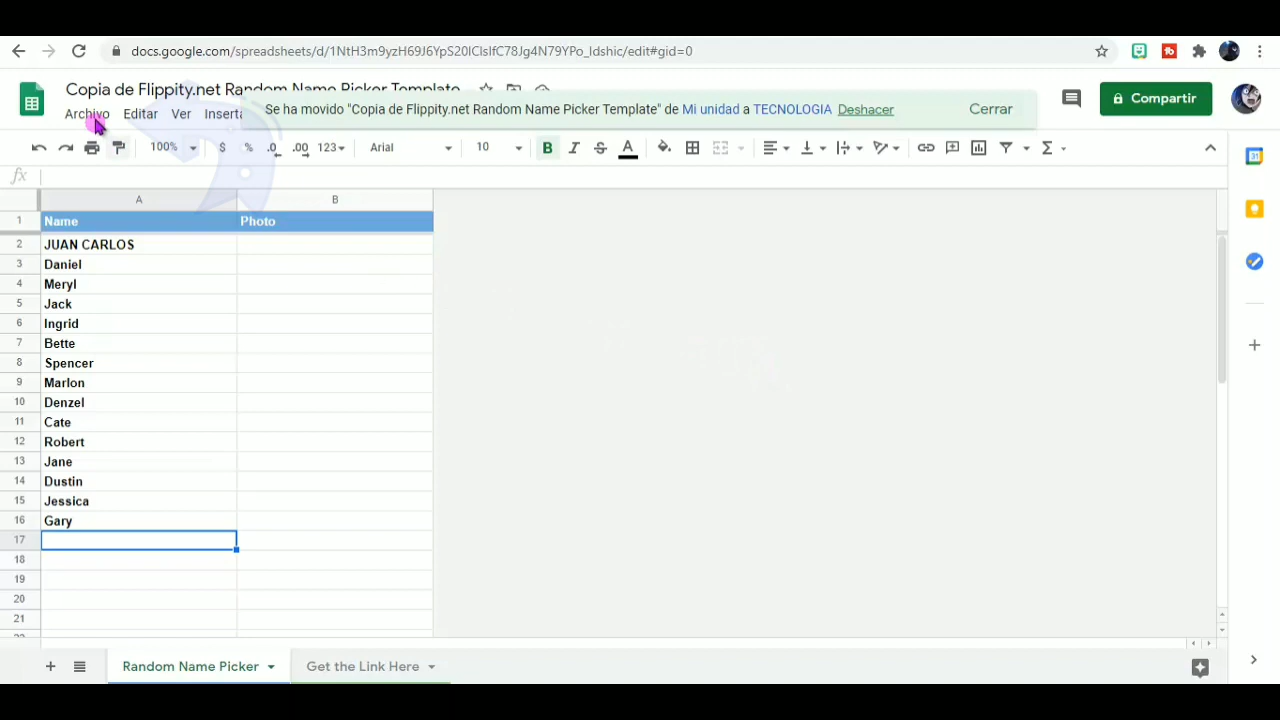 docs.google.com/spreadsheets/d/1NtH3m9yzH69J6YpS20lCIsIfC78Jg4N79YPo_Idshic/edit#gid=0
Copia de Flippity.net Random Name Picker Template
Archivo Editar Ver Inserta
Se ha movido "Copia de Flippity.net Random Name Picker Template" de Mi unidad a TECNOLOGIA Deshacer Cerrar
Compartir
100% $ % .0 .00 123 Arial 10 B I S A Σ
fx
A B
1 Name Photo
2 JUAN CARLOS
3 Daniel
4 Meryl
5 Jack
6 Ingrid
7 Bette
8 Spencer
9 Marlon
10 Denzel
11 Cate
12 Robert
13 Jane
14 Dustin
15 Jessica
16 Gary
17
18
19
20
21
Random Name Picker Get the Link Here